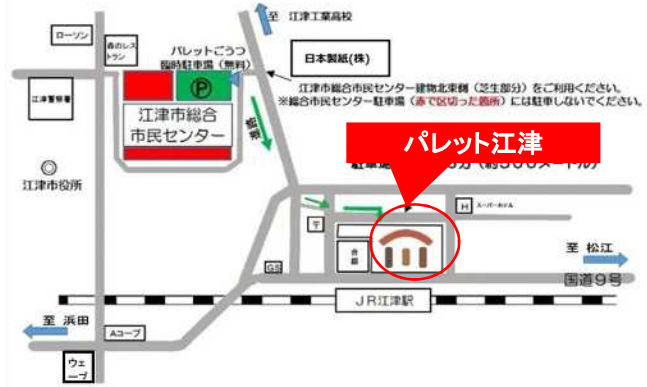 至 江津工業高校
ローソン
森のレス
トラン
パレットごうつ
臨時駐車場（無料）
日本製紙(株)
P
江津市総合市民センター建物北東側（芝生部分）をご利用ください。
※総合市民センター駐車場（赤で区切った箇所）には駐車しないでください。
江津警察署
江津市総合
市民センター
進路
パレット江津
江津市役所
H
〒
GS
至 松江
国道9号
JR江津駅
至 浜田
Aコープ
ウェ
ーブ